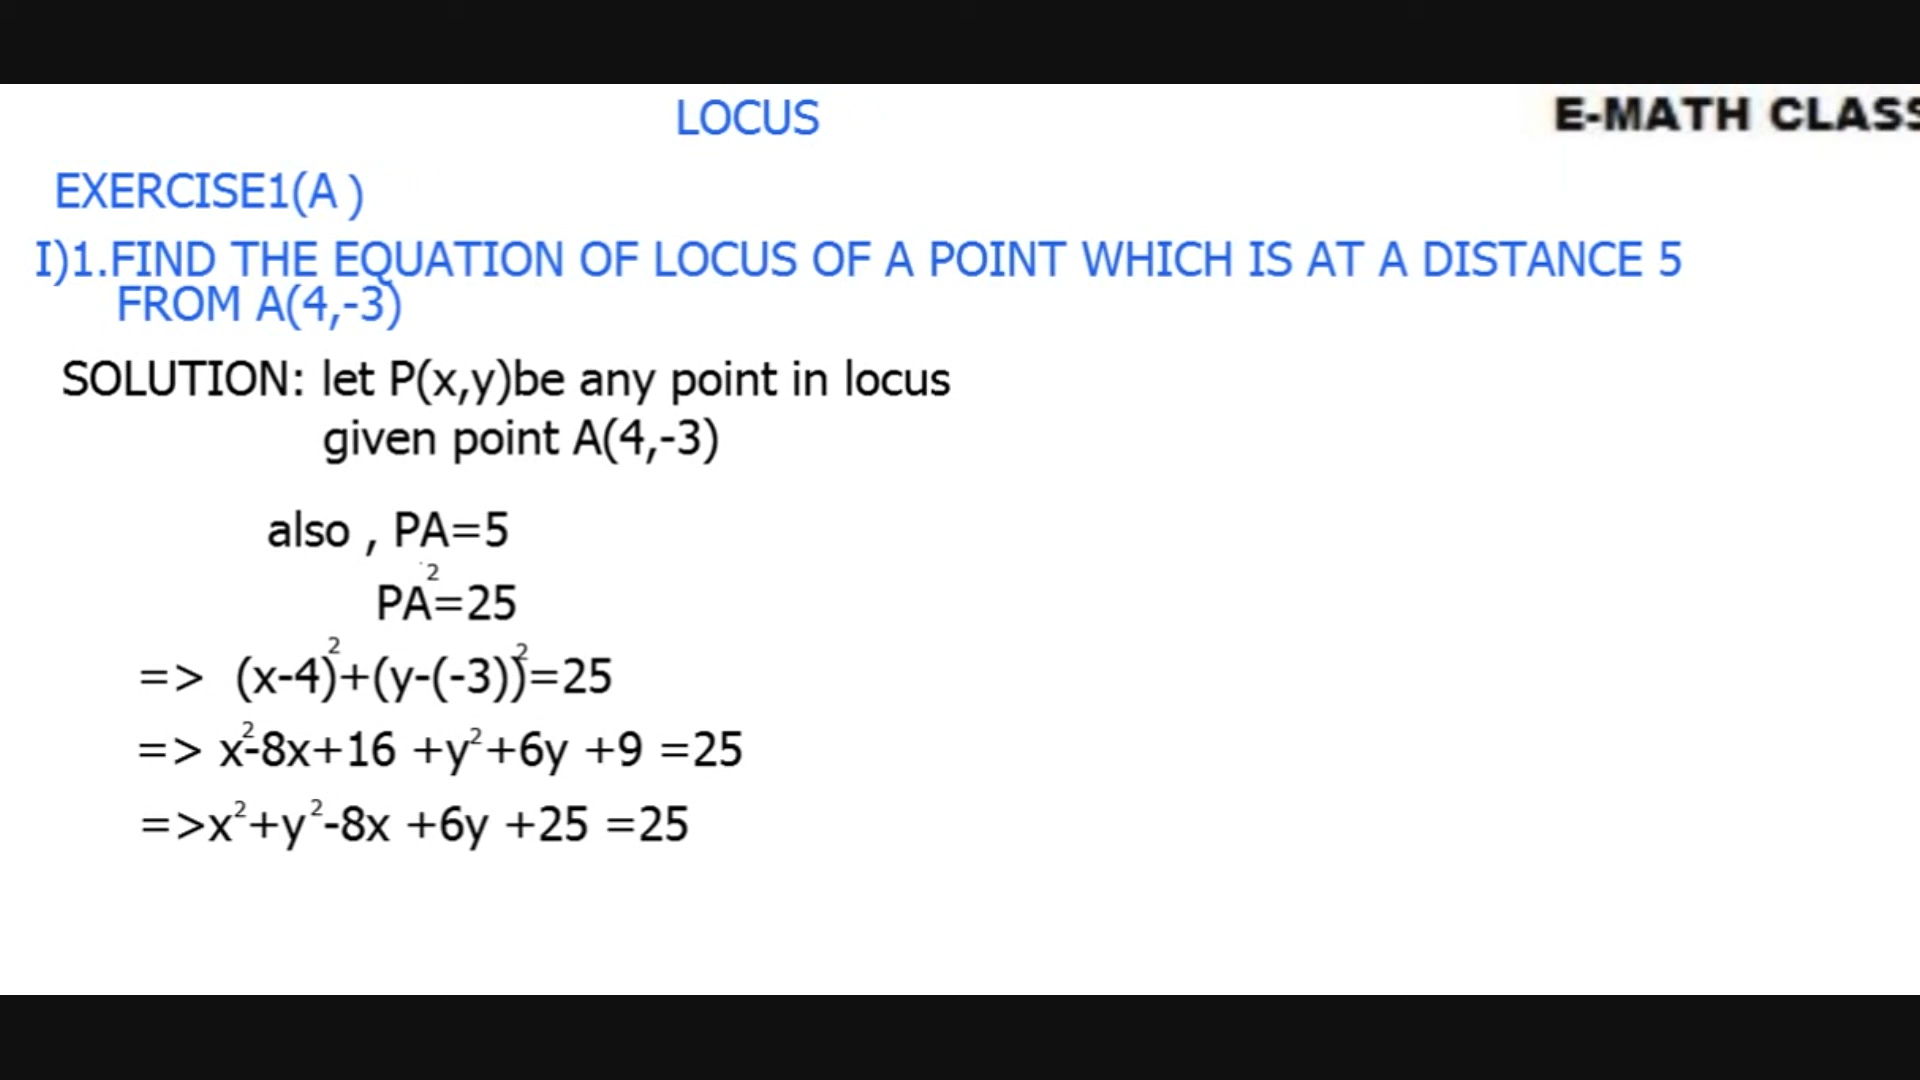 LOCUS
E-MATH CLASS
EXERCISE1(A )
I)1.FIND THE EQUATION OF LOCUS OF A POINT WHICH IS AT A DISTANCE 5
FROM A(4,-3)
SOLUTION: let P(x,y)be any point in locus
given point A(4,-3)
also , PA=5
PA²=25
=> (x-4)²+(y-(-3))²=25
=> x²-8x+16 +y²+6y +9 =25
=>x²+y²-8x +6y +25 =25